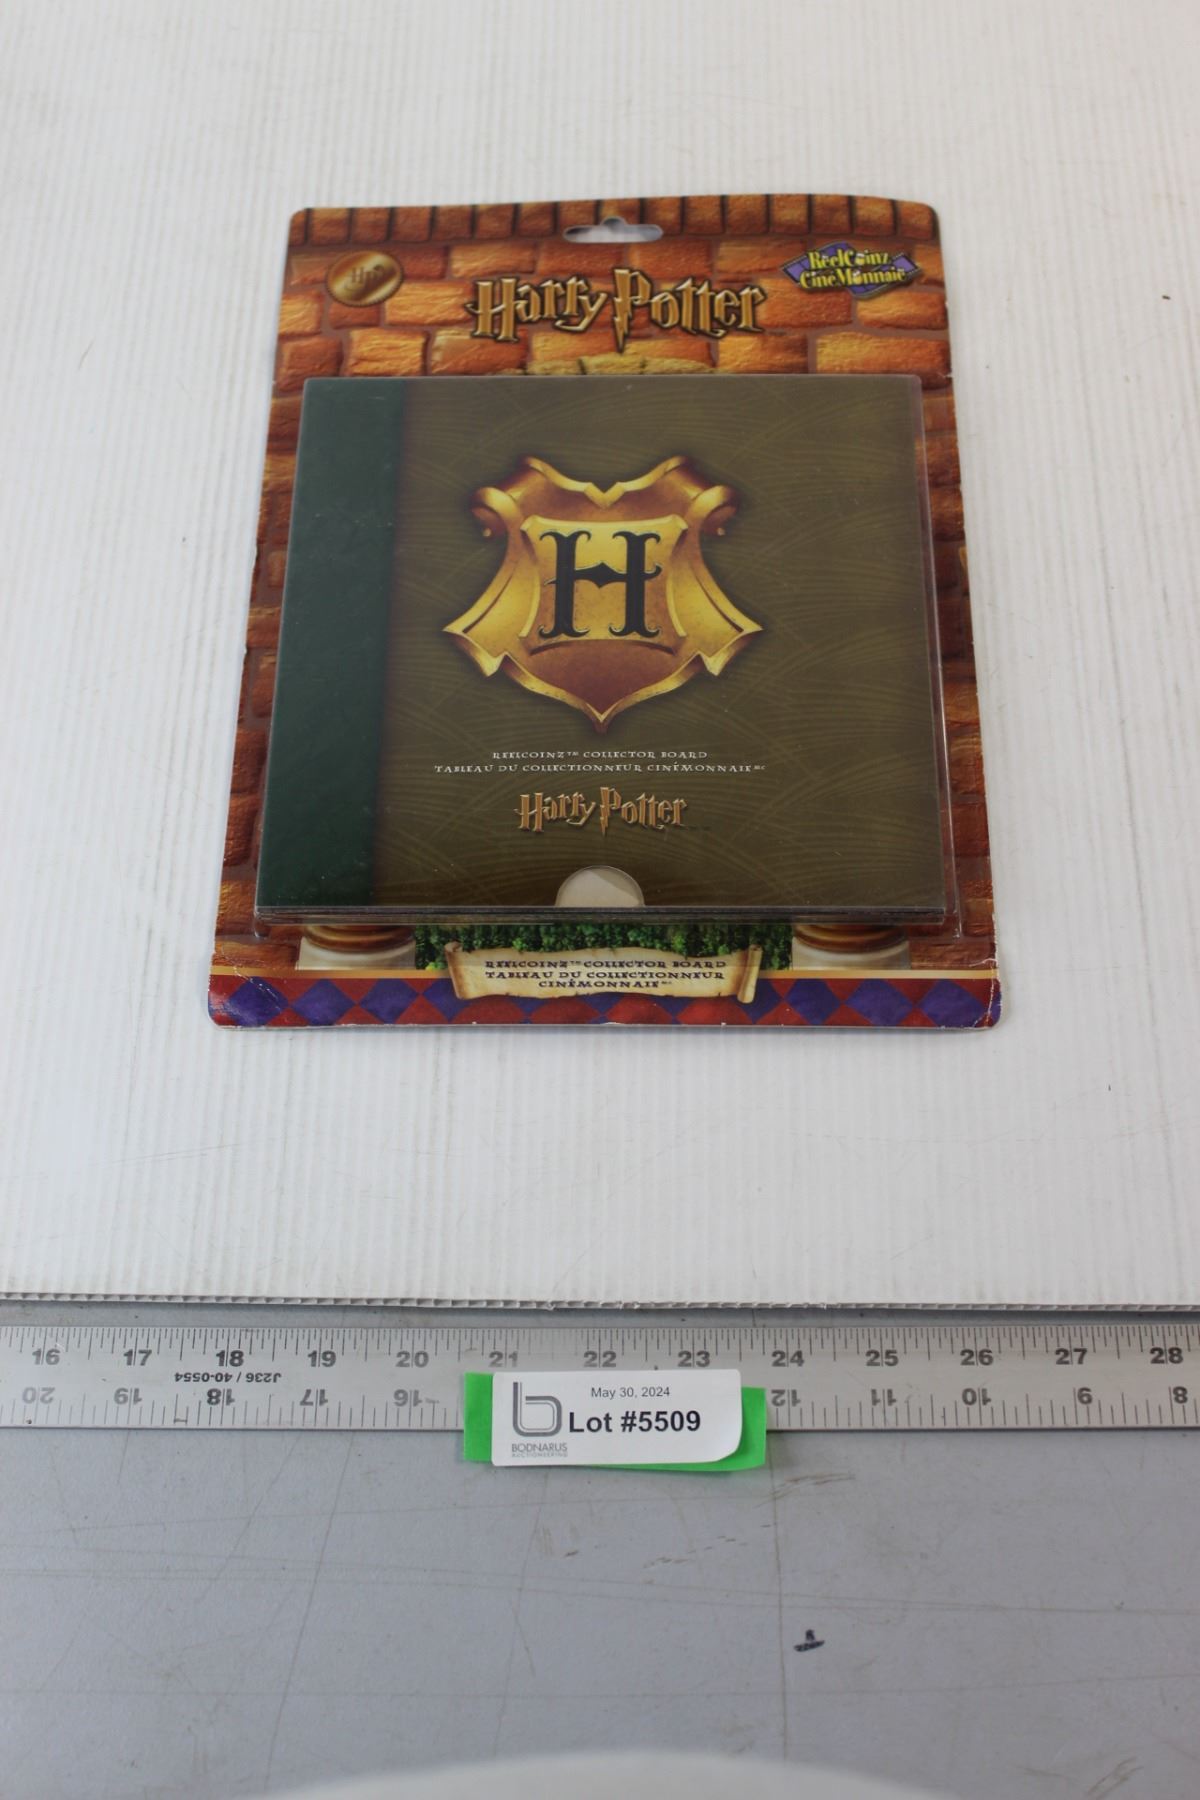 HP
ReelCoinz
CinéMonnaie
Harry Potter
H
REELCOINZ™ COLLECTOR BOARD
TABLEAU DU COLLECTIONNEUR CINÉMONNAIE MC
Harry Potter
REELCOINZ™ COLLECTOR BOARD
TABLEAU DU COLLECTIONNEUR
CINÉMONNAIE MC
16 17 18 19 20 21 22 23 24 25 26 27 28
J236 / 40-0554
20 19 18 17 16 12 11 10 9 8
May 30, 2024
Lot #5509
b
BODNARUS
AUCTIONEERING